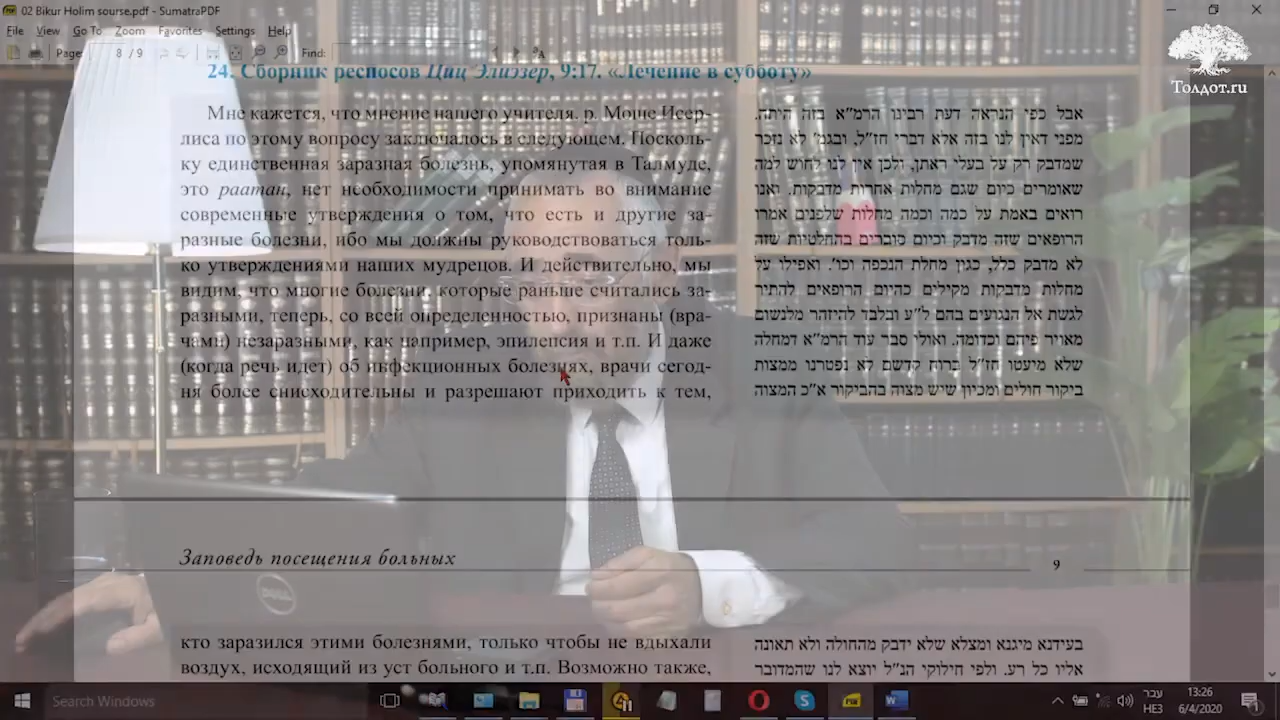 02 Bikur Holim sourse.pdf - SumatraPDF
File View Go To Zoom Favorites Settings Help
Page: 8 / 9 Find:
Толдот.ru
24. Сборник респосов Циц Элиэзер, 9:17. «Лечение в субботу»
Мне кажется, что мнение нашего учителя, р. Моше Исер-
лиса по этому вопросу заключалось в следующем. Посколь-
ку единственная заразная болезнь, упомянутая в Талмуде,
это раатан, нет необходимости принимать во внимание
современные утверждения о том, что есть и другие за-
разные болезни, ибо мы должны руководствоваться толь-
ко утверждениями наших мудрецов. И действительно, мы
видим, что многие болезни, которые раньше считались за-
разными, теперь, со всей определенностью, признаны (вра-
чами) незаразными, как например, эпилепсия и т.п. И даже
(когда речь идет) об инфекционных болезнях, врачи сегод-
ня более снисходительны и разрешают приходить к тем,
אבל כפי הנראה דעת רבינו הרמ"א בזה היתה.
מפני דאין לנו בזה אלא דברי חז"ל, ובגמ' לא נזכר
שמדבק רק על בעלי ראתן, ולכן אין לנו לחוש למה
שאומרים כיום שגם מחלות אחרות מדבקות. ואנו
רואים באמת על כמה וכמה מחלות שלפנים אמרו
הרופאים שזה מדבק וכיום סוברים בהחלטיות שזה
לא מדבק כלל, כגין מחלת הנכפה וכו'. ואפילו על
מחלות מדבקות מקילים כהיום הרופאים להתיר
לגשת אל הנגועים בהם ל"ע ובלבד להיזהר מלנשום
מאויר פיהם וכדומה. ואולי סבר עוד הרמ"א דמחלה
שלא מיעטו חז"ל ברוח קדשם לא נפטרנו ממצות
ביקור חולים ומכיון שיש מצוה בהביקור א"כ המצוה
Заповедь посещения больных
9
кто заразился этими болезнями, только чтобы не вдыхали
воздух, исходящий из уст больного и т.п. Возможно также,
בעידנא מיגנא ומצלא שלא ידבק מהחולה ולא תאונה
אליו כל רע. ולפי חילוקי הנ"ל יוצא לנו שהמדובר
DELL
Search Windows
עבר
HE3
13:26
6/4/2020